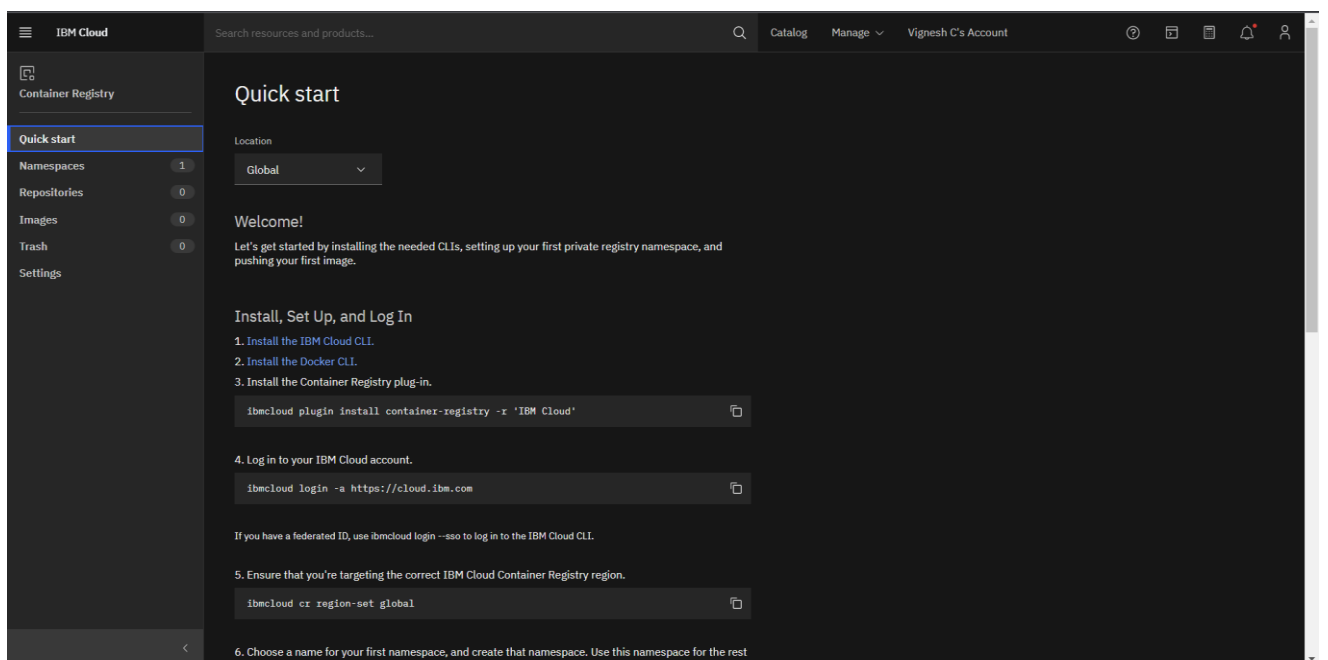 IBM Cloud
Search resources and products...
Catalog
Manage
Vignesh C's Account
Container Registry
Quick start
Namespaces 1
Repositories 0
Images 0
Trash 0
Settings
Quick start
Location
Global
Welcome!
Let's get started by installing the needed CLIs, setting up your first private registry namespace, and
pushing your first image.
Install, Set Up, and Log In
1. Install the IBM Cloud CLI.
2. Install the Docker CLI.
3. Install the Container Registry plug-in.
ibmcloud plugin install container-registry -r 'IBM Cloud'
4. Log in to your IBM Cloud account.
ibmcloud login -a https://cloud.ibm.com
If you have a federated ID, use ibmcloud login --sso to log in to the IBM Cloud CLI.
5. Ensure that you're targeting the correct IBM Cloud Container Registry region.
ibmcloud cr region-set global
6. Choose a name for your first namespace, and create that namespace. Use this namespace for the rest